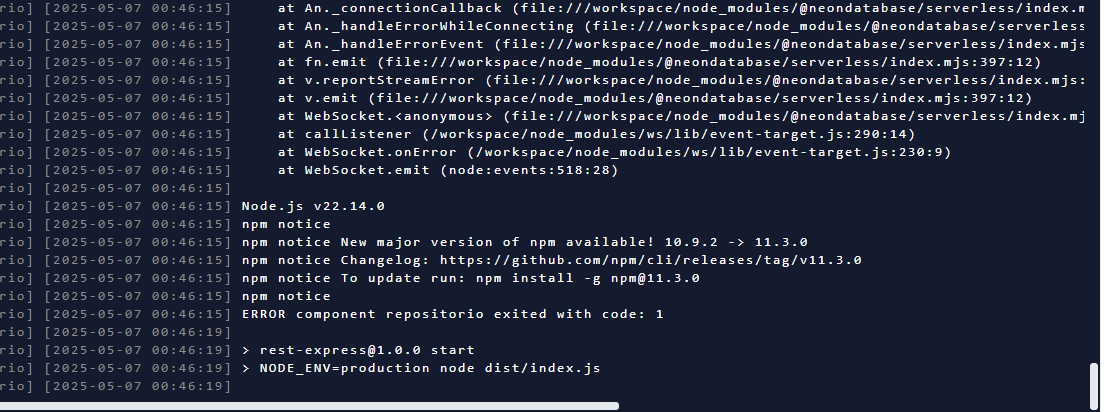 rio] [2025-05-07 00:46:15] at An._connectionCallback (file:///workspace/node_modules/@neondatabase/serverless/index.m
rio] [2025-05-07 00:46:15] at An._handleErrorWhileConnecting (file:///workspace/node_modules/@neondatabase/serverless
rio] [2025-05-07 00:46:15] at An._handleErrorEvent (file:///workspace/node_modules/@neondatabase/serverless/index.mjs
rio] [2025-05-07 00:46:15] at fn.emit (file:///workspace/node_modules/@neondatabase/serverless/index.mjs:397:12)
rio] [2025-05-07 00:46:15] at v.reportStreamError (file:///workspace/node_modules/@neondatabase/serverless/index.mjs:
rio] [2025-05-07 00:46:15] at v.emit (file:///workspace/node_modules/@neondatabase/serverless/index.mjs:397:12)
rio] [2025-05-07 00:46:15] at WebSocket.<anonymous> (file:///workspace/node_modules/@neondatabase/serverless/index.mj
rio] [2025-05-07 00:46:15] at callListener (/workspace/node_modules/ws/lib/event-target.js:290:14)
rio] [2025-05-07 00:46:15] at WebSocket.onError (/workspace/node_modules/ws/lib/event-target.js:230:9)
rio] [2025-05-07 00:46:15] at WebSocket.emit (node:events:518:28)
rio] [2025-05-07 00:46:15]
rio] [2025-05-07 00:46:15] Node.js v22.14.0
rio] [2025-05-07 00:46:15] npm notice
rio] [2025-05-07 00:46:15] npm notice New major version of npm available! 10.9.2 -> 11.3.0
rio] [2025-05-07 00:46:15] npm notice Changelog: https://github.com/npm/cli/releases/tag/v11.3.0
rio] [2025-05-07 00:46:15] npm notice To update run: npm install -g npm@11.3.0
rio] [2025-05-07 00:46:15] npm notice
rio] [2025-05-07 00:46:15] ERROR component repositorio exited with code: 1
rio] [2025-05-07 00:46:19]
rio] [2025-05-07 00:46:19] > rest-express@1.0.0 start
rio] [2025-05-07 00:46:19] > NODE_ENV=production node dist/index.js
rio] [2025-05-07 00:46:19]